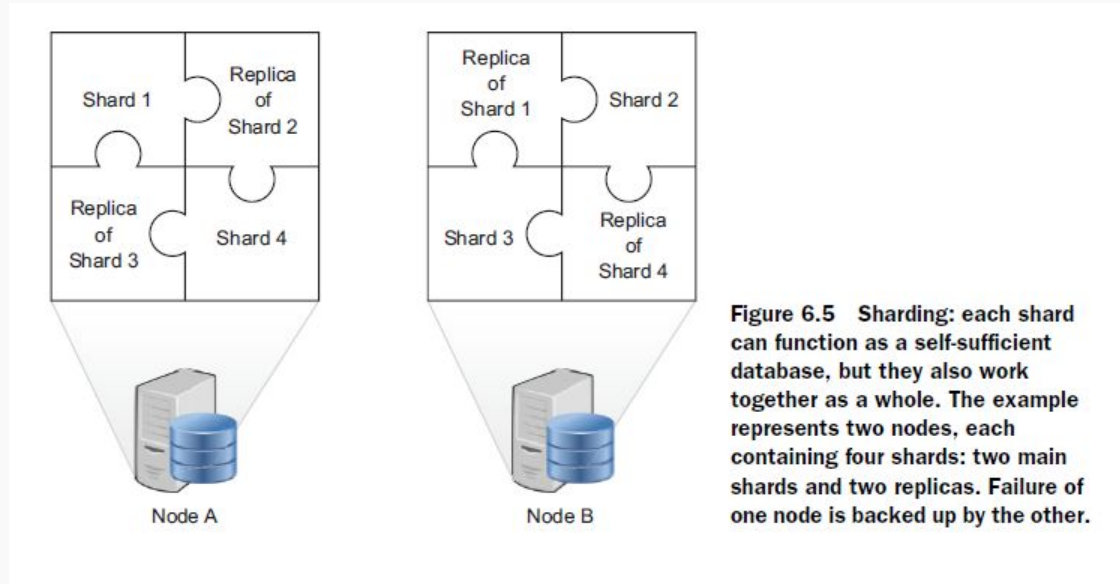 Shard 1
Replica
of
Shard 2
Replica
of
Shard 3
Shard 4
Node A
Replica
of
Shard 1
Shard 2
Shard 3
Replica
of
Shard 4
Node B
Figure 6.5 Sharding: each shard
can function as a self-sufficient
database, but they also work
together as a whole. The example
represents two nodes, each
containing four shards: two main
shards and two replicas. Failure of
one node is backed up by the other.